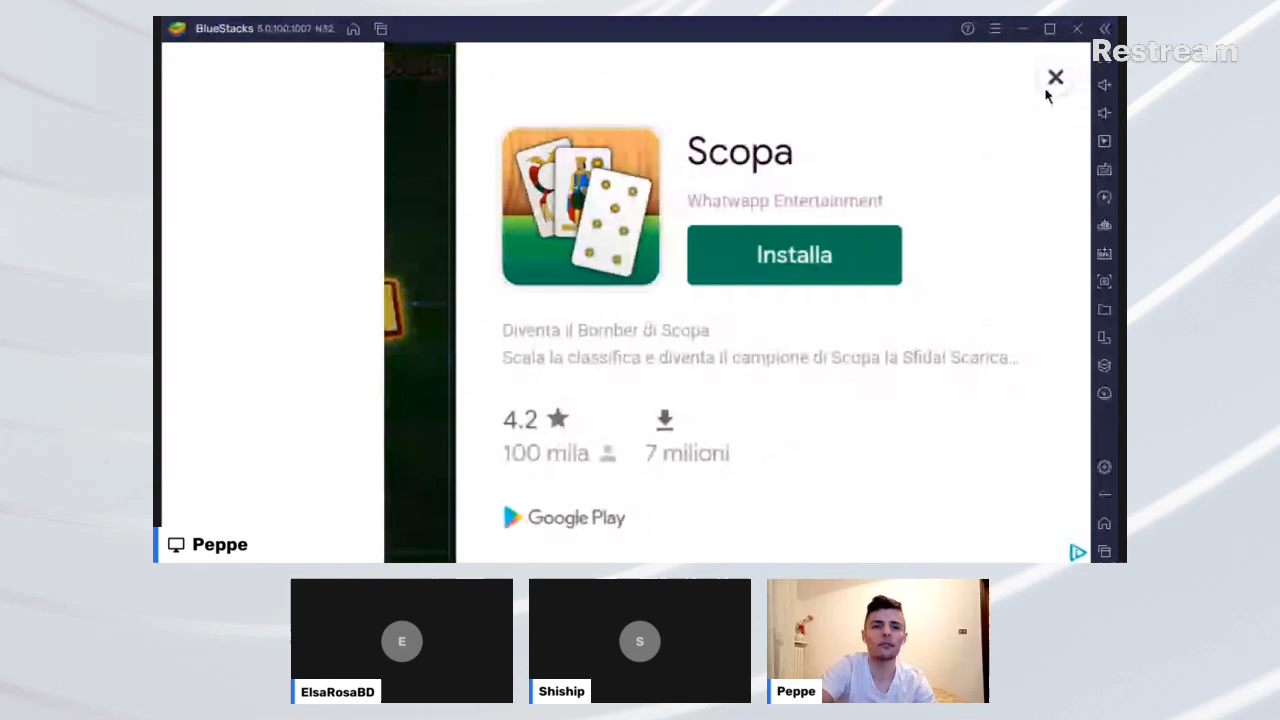 BlueStacks 5.0.100.1007 N32
Restream
Scopa
Whatwapp Entertainment
Installa
Diventa il Bomber di Scopa
Scala la classifica e diventa il campione di Scopa la Sfida! Scarica...
4.2
100 mila 7 milioni
Google Play
Peppe
E
S
ElsaRosaBD
Shiship
Peppe